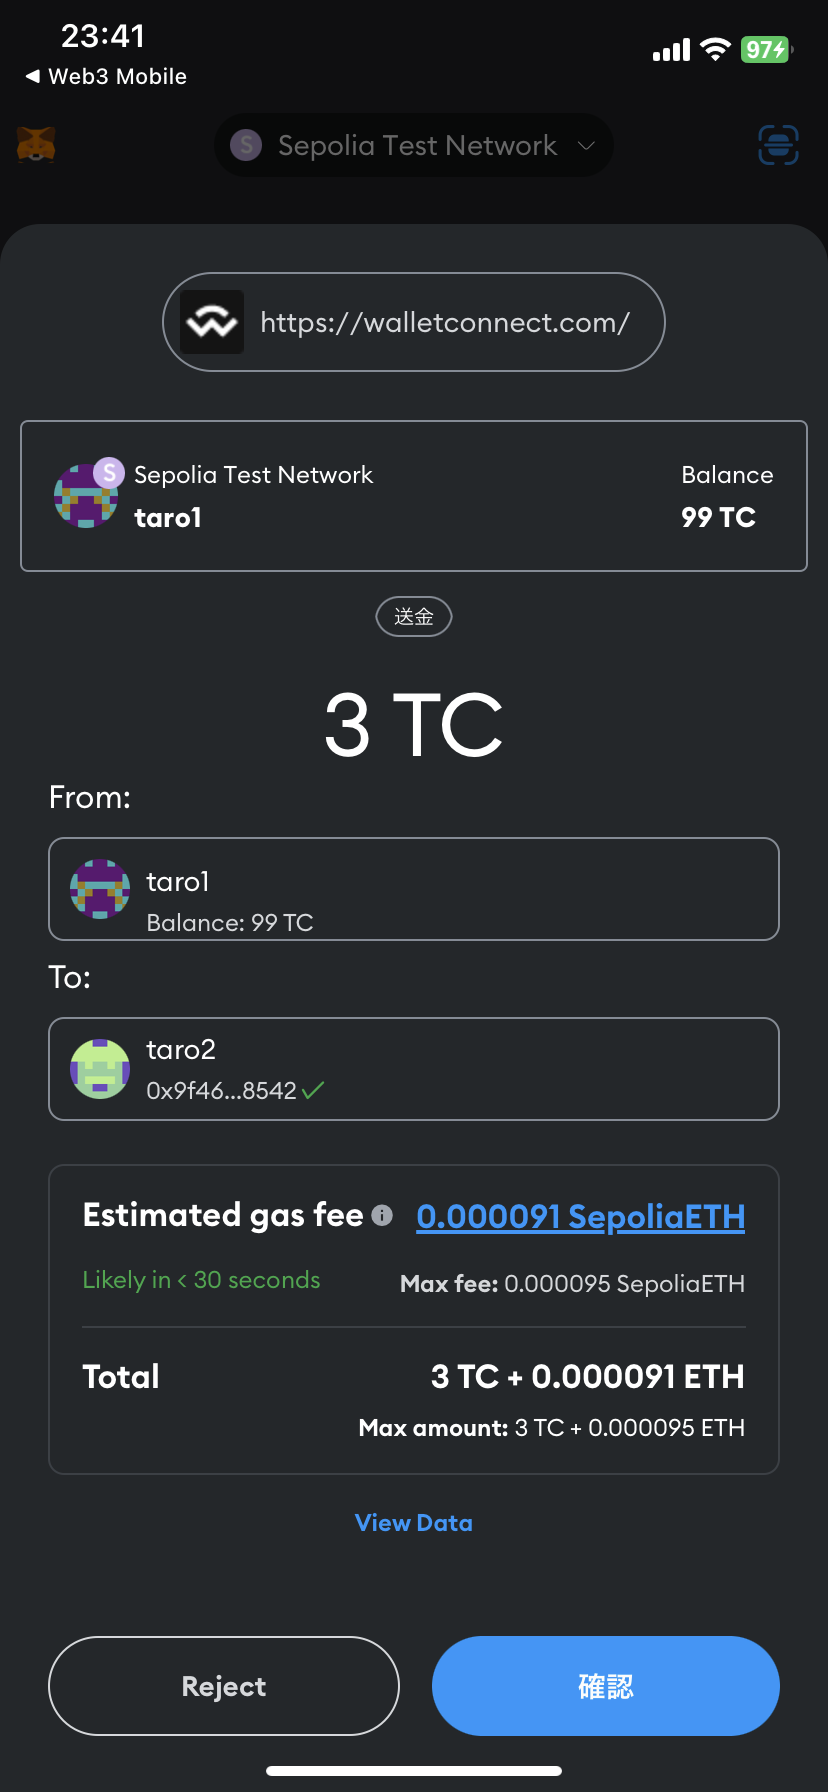 23:41
97
◀ Web3 Mobile
S Sepolia Test Network
https://walletconnect.com/
S Sepolia Test Network
Balance
taro1
99 TC
送金
3 TC
From:
taro1
Balance: 99 TC
To:
taro2
0x9f46...8542
Estimated gas fee 0.000091 SepoliaETH
Likely in < 30 seconds
Max fee: 0.000095 SepoliaETH
Total
3 TC + 0.000091 ETH
Max amount: 3 TC + 0.000095 ETH
View Data
Reject
確認